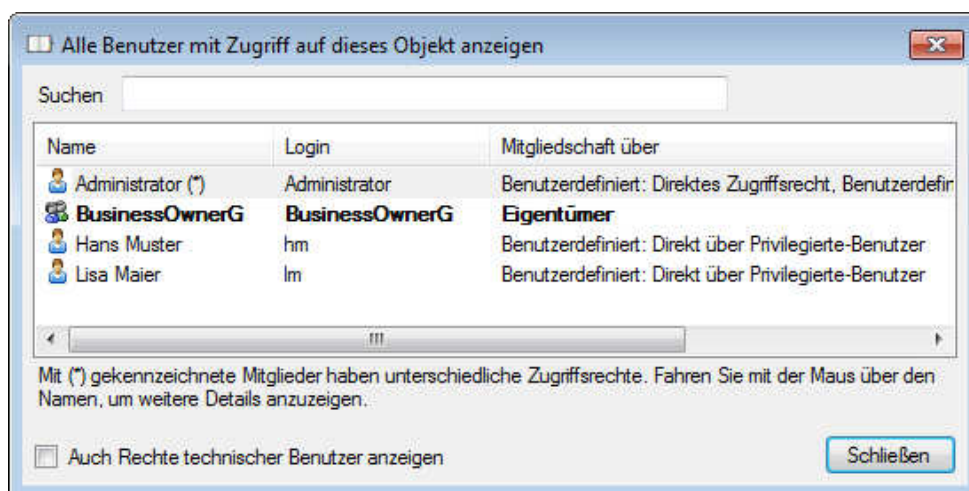 Alle Benutzer mit Zugriff auf dieses Objekt anzeigen
Suchen
Name Login Mitgliedschaft über
Administrator (*) Administrator Benutzerdefiniert: Direktes Zugriffsrecht, Benutzerdefir
BusinessOwnerG BusinessOwnerG Eigentümer
Hans Muster hm Benutzerdefiniert: Direkt über Privilegierte-Benutzer
Lisa Maier lm Benutzerdefiniert: Direkt über Privilegierte-Benutzer
Mit (*) gekennzeichnete Mitglieder haben unterschiedliche Zugriffsrechte. Fahren Sie mit der Maus über den
Namen, um weitere Details anzuzeigen.
Auch Rechte technischer Benutzer anzeigen
Schließen